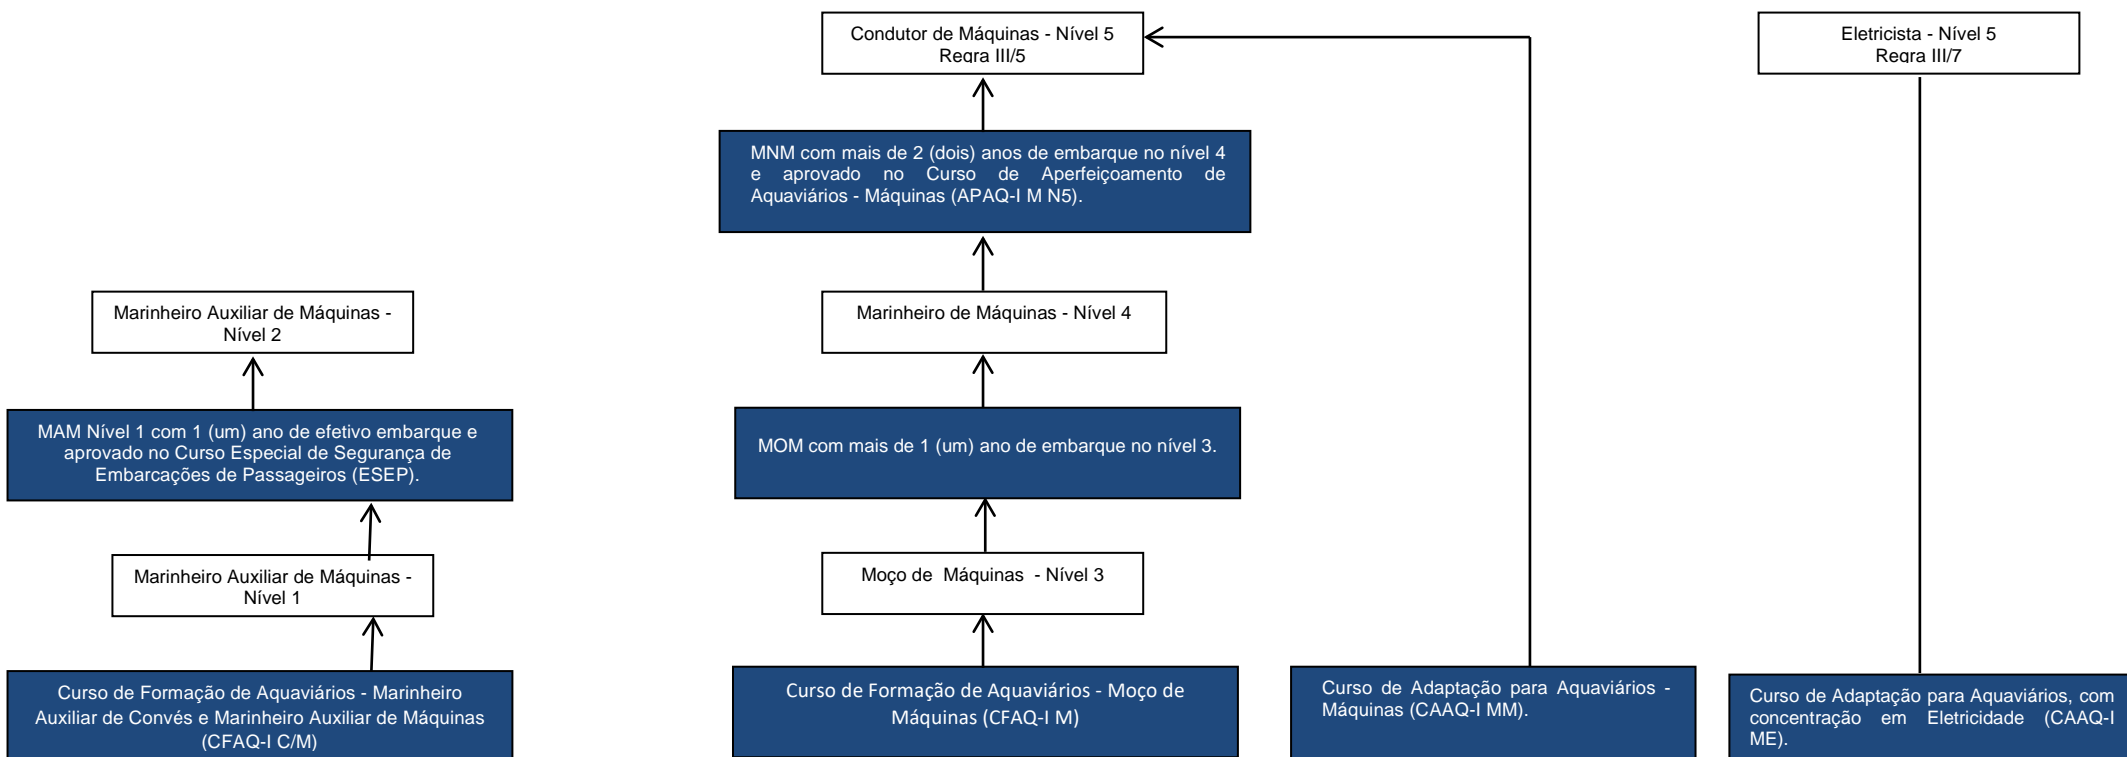 Condutor de Máquinas - Nível 5
Regra III/5
Eletricista - Nível 5
Regra III/7
MNM com mais de 2 (dois) anos de embarque no nível 4
e aprovado no Curso de Aperfeiçoamento de
Aquaviários - Máquinas (APAQ-I M N5).
Marinheiro Auxiliar de Máquinas -
Nível 2
Marinheiro de Máquinas - Nível 4
MAM Nível 1 com 1 (um) ano de efetivo embarque e
aprovado no Curso Especial de Segurança de
Embarcações de Passageiros (ESEP).
MOM com mais de 1 (um) ano de embarque no nível 3.
Marinheiro Auxiliar de Máquinas -
Nível 1
Moço de Máquinas - Nível 3
Curso de Formação de Aquaviários - Marinheiro
Auxiliar de Convés e Marinheiro Auxiliar de Máquinas
(CFAQ-I C/M)
Curso de Formação de Aquaviários - Moço de
Máquinas (CFAQ-I M)
Curso de Adaptação para Aquaviários -
Máquinas (CAAQ-I MM).
Curso de Adaptação para Aquaviários, com
concentração em Eletricidade (CAAQ-I
ME).